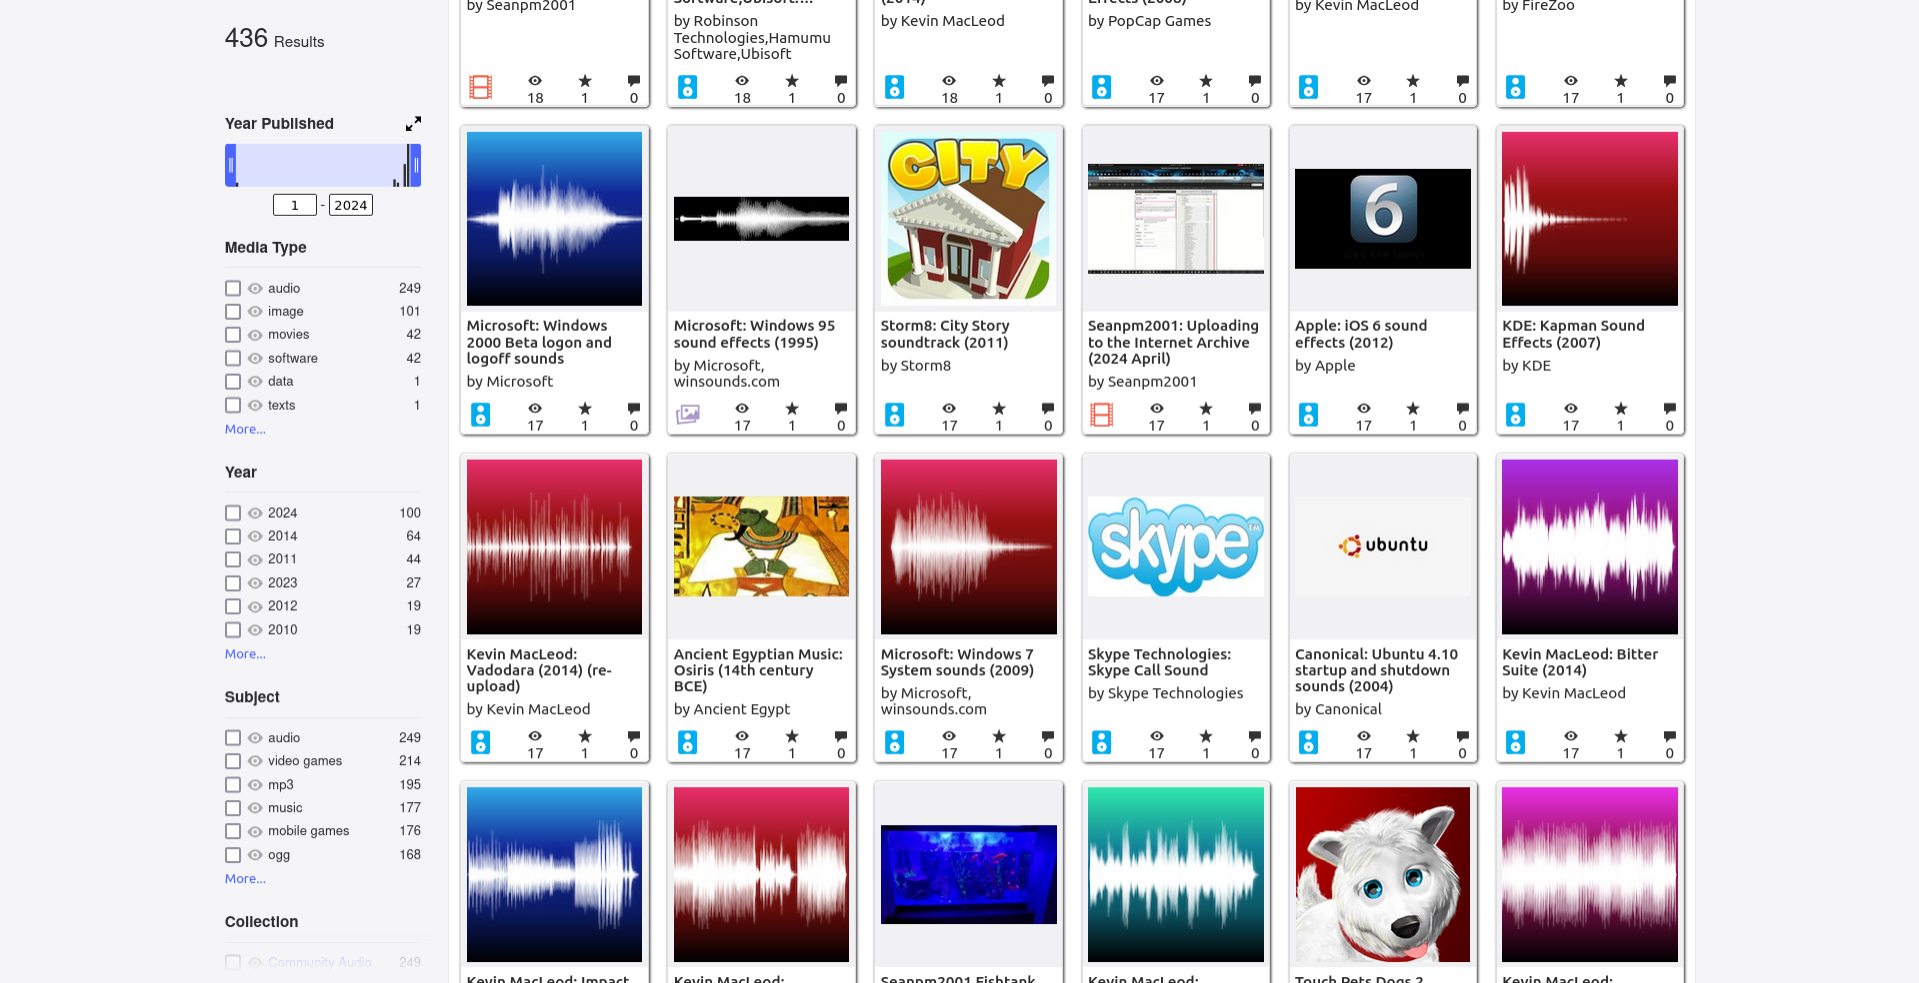 436 Results
Year Published
1 - 2024
Media Type
audio 249
image 101
movies 42
software 42
data 1
texts 1
More...
Year
2024 100
2014 64
2011 44
2023 27
2012 19
2010 19
More...
Subject
audio 249
video games 214
mp3 195
music 177
mobile games 176
ogg 168
More...
Collection
Community Audio 249
by Seanpm2001
18 1 0
by Robinson
Technologies,Hamumu
Software,Ubisoft
18 1 0
(2014)
by Kevin MacLeod
18 1 0
by PopCap Games
17 1 0
by Kevin MacLeod
17 1 0
by FireZoo
17 1 0
Microsoft: Windows
2000 Beta logon and
logoff sounds
by Microsoft
17 1 0
Microsoft: Windows 95
sound effects (1995)
by Microsoft,
winsounds.com
17 1 0
CITY
Storm8: City Story
soundtrack (2011)
by Storm8
17 1 0
Seanpm2001: Uploading
to the Internet Archive
(2024 April)
by Seanpm2001
17 1 0
6
Apple: iOS 6 sound
effects (2012)
by Apple
17 1 0
KDE: Kapman Sound
Effects (2007)
by KDE
17 1 0
Kevin MacLeod:
Vadodara (2014) (re-
upload)
by Kevin MacLeod
17 1 0
Ancient Egyptian Music:
Osiris (14th century
BCE)
by Ancient Egypt
17 1 0
Microsoft: Windows 7
System sounds (2009)
by Microsoft,
winsounds.com
17 1 0
skype TM
Skype Technologies:
Skype Call Sound
by Skype Technologies
17 1 0
ubuntu
Canonical: Ubuntu 4.10
startup and shutdown
sounds (2004)
by Canonical
17 1 0
Kevin MacLeod: Bitter
Suite (2014)
by Kevin MacLeod
17 1 0
Kevin MacLeod: Impact
Kevin MacLeod:
Seanpm2001 Fishtank
Kevin MacLeod:
Touch Pets Dogs 2
Kevin MacLeod: